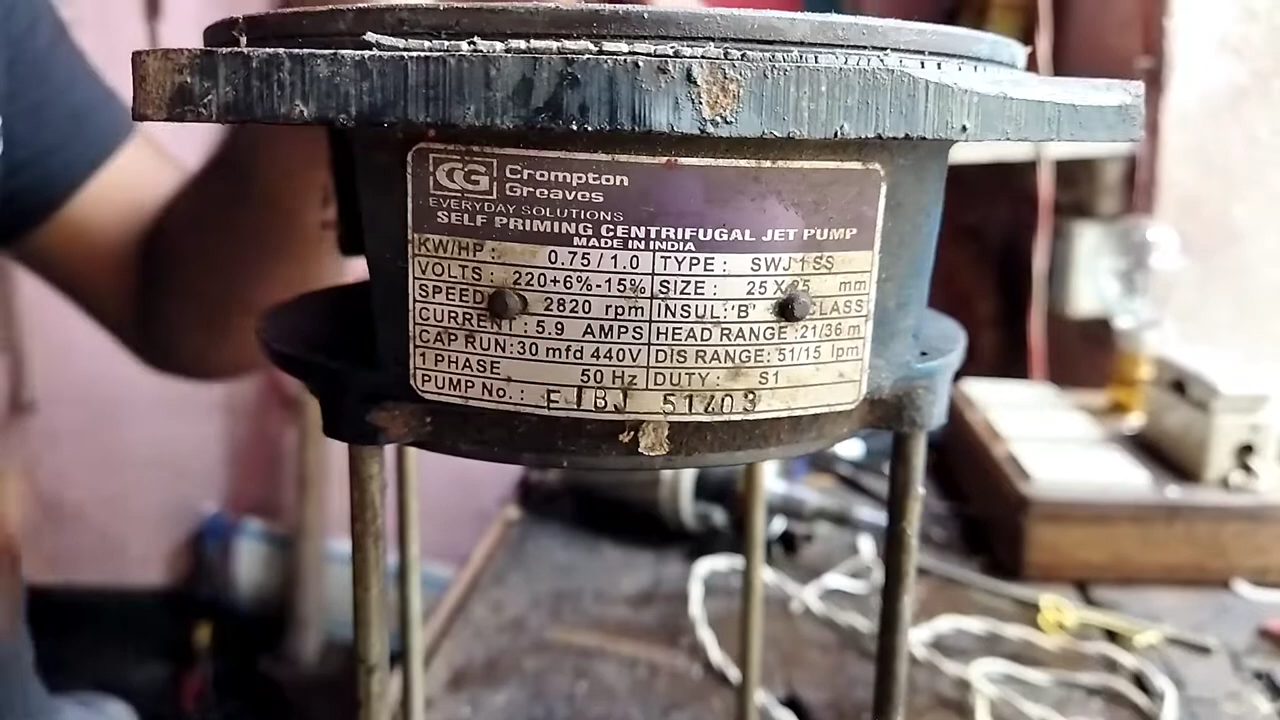 CG Crompton
Greaves
EVERYDAY SOLUTIONS
SELF PRIMING CENTRIFUGAL JET PUMP
MADE IN INDIA
KW/HP : 0.75 / 1.0 TYPE : SWJ1SS
VOLTS : 220+6%-15% SIZE : 25 X 25 mm
SPEED 2820 rpm INSUL: 'B' CLASS
CURRENT : 5.9 AMPS HEAD RANGE : 21/36 m
CAP RUN: 30 mfd 440V DIS RANGE: 51/15 lpm
1 PHASE 50 Hz DUTY : S1
PUMP No. :